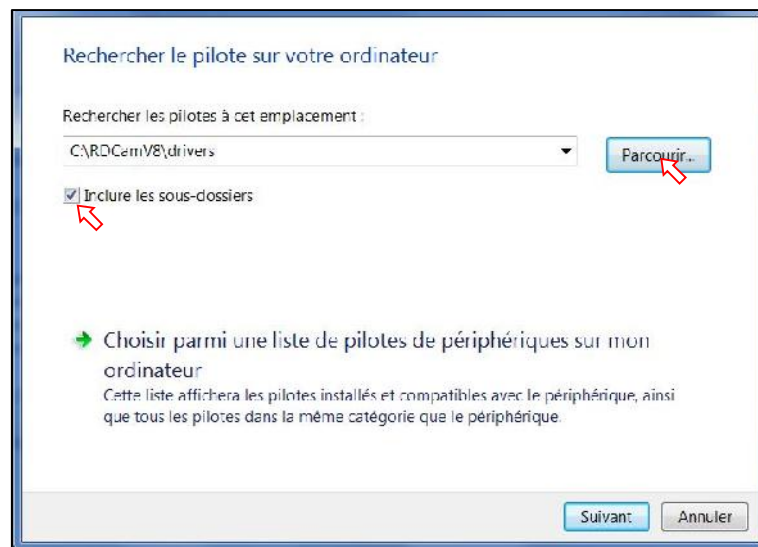 Rechercher le pilote sur votre ordinateur
Rechercher les pilotes à cet emplacement :
C:\RDCamV8\drivers
Parcourir...
Inclure les sous-dossiers
Choisir parmi une liste de pilotes de périphériques sur mon
ordinateur
Cette liste affichera les pilotes installés et compatibles avec le périphérique, ainsi
que tous les pilotes dans la même catégorie que le périphérique.
Suivant
Annuler